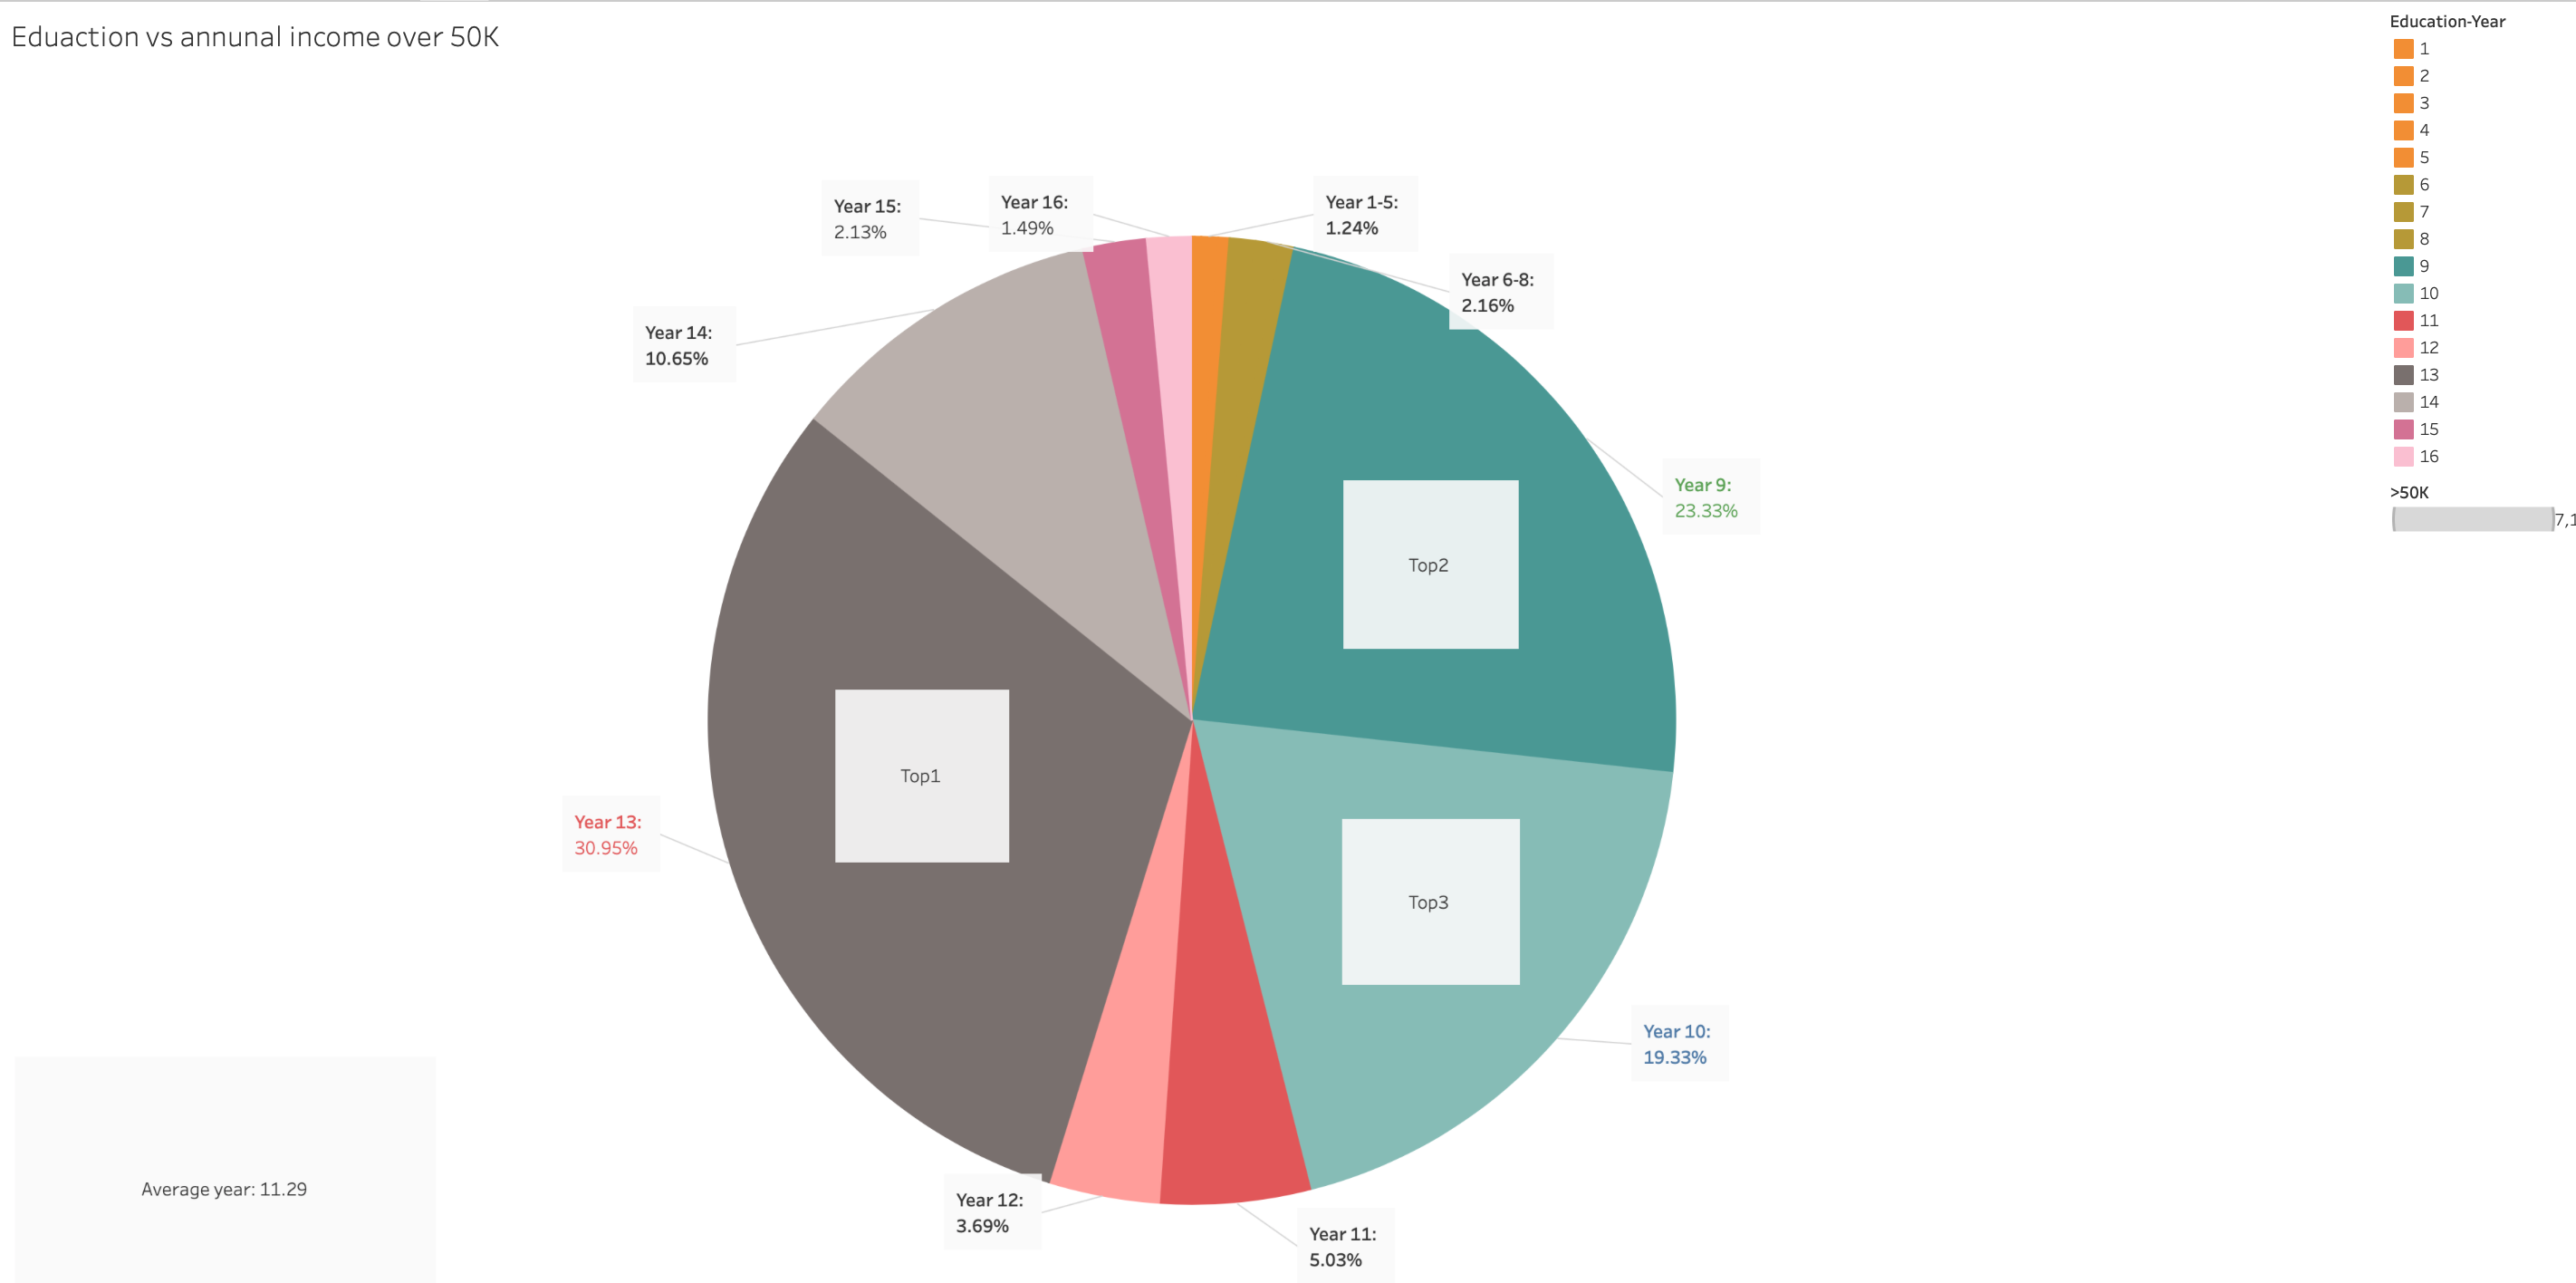 Eduaction vs annunal income over 50K
Education-Year
1
2
3
4
5
6
7
8
9
10
11
12
13
14
15
16
>50K
Year 15:
2.13%
Year 16:
1.49%
Year 1-5:
1.24%
Year 6-8:
2.16%
Year 14:
10.65%
Year 9:
23.33%
Top2
Top1
Year 13:
30.95%
Top3
Year 10:
19.33%
Average year: 11.29
Year 12:
3.69%
Year 11:
5.03%